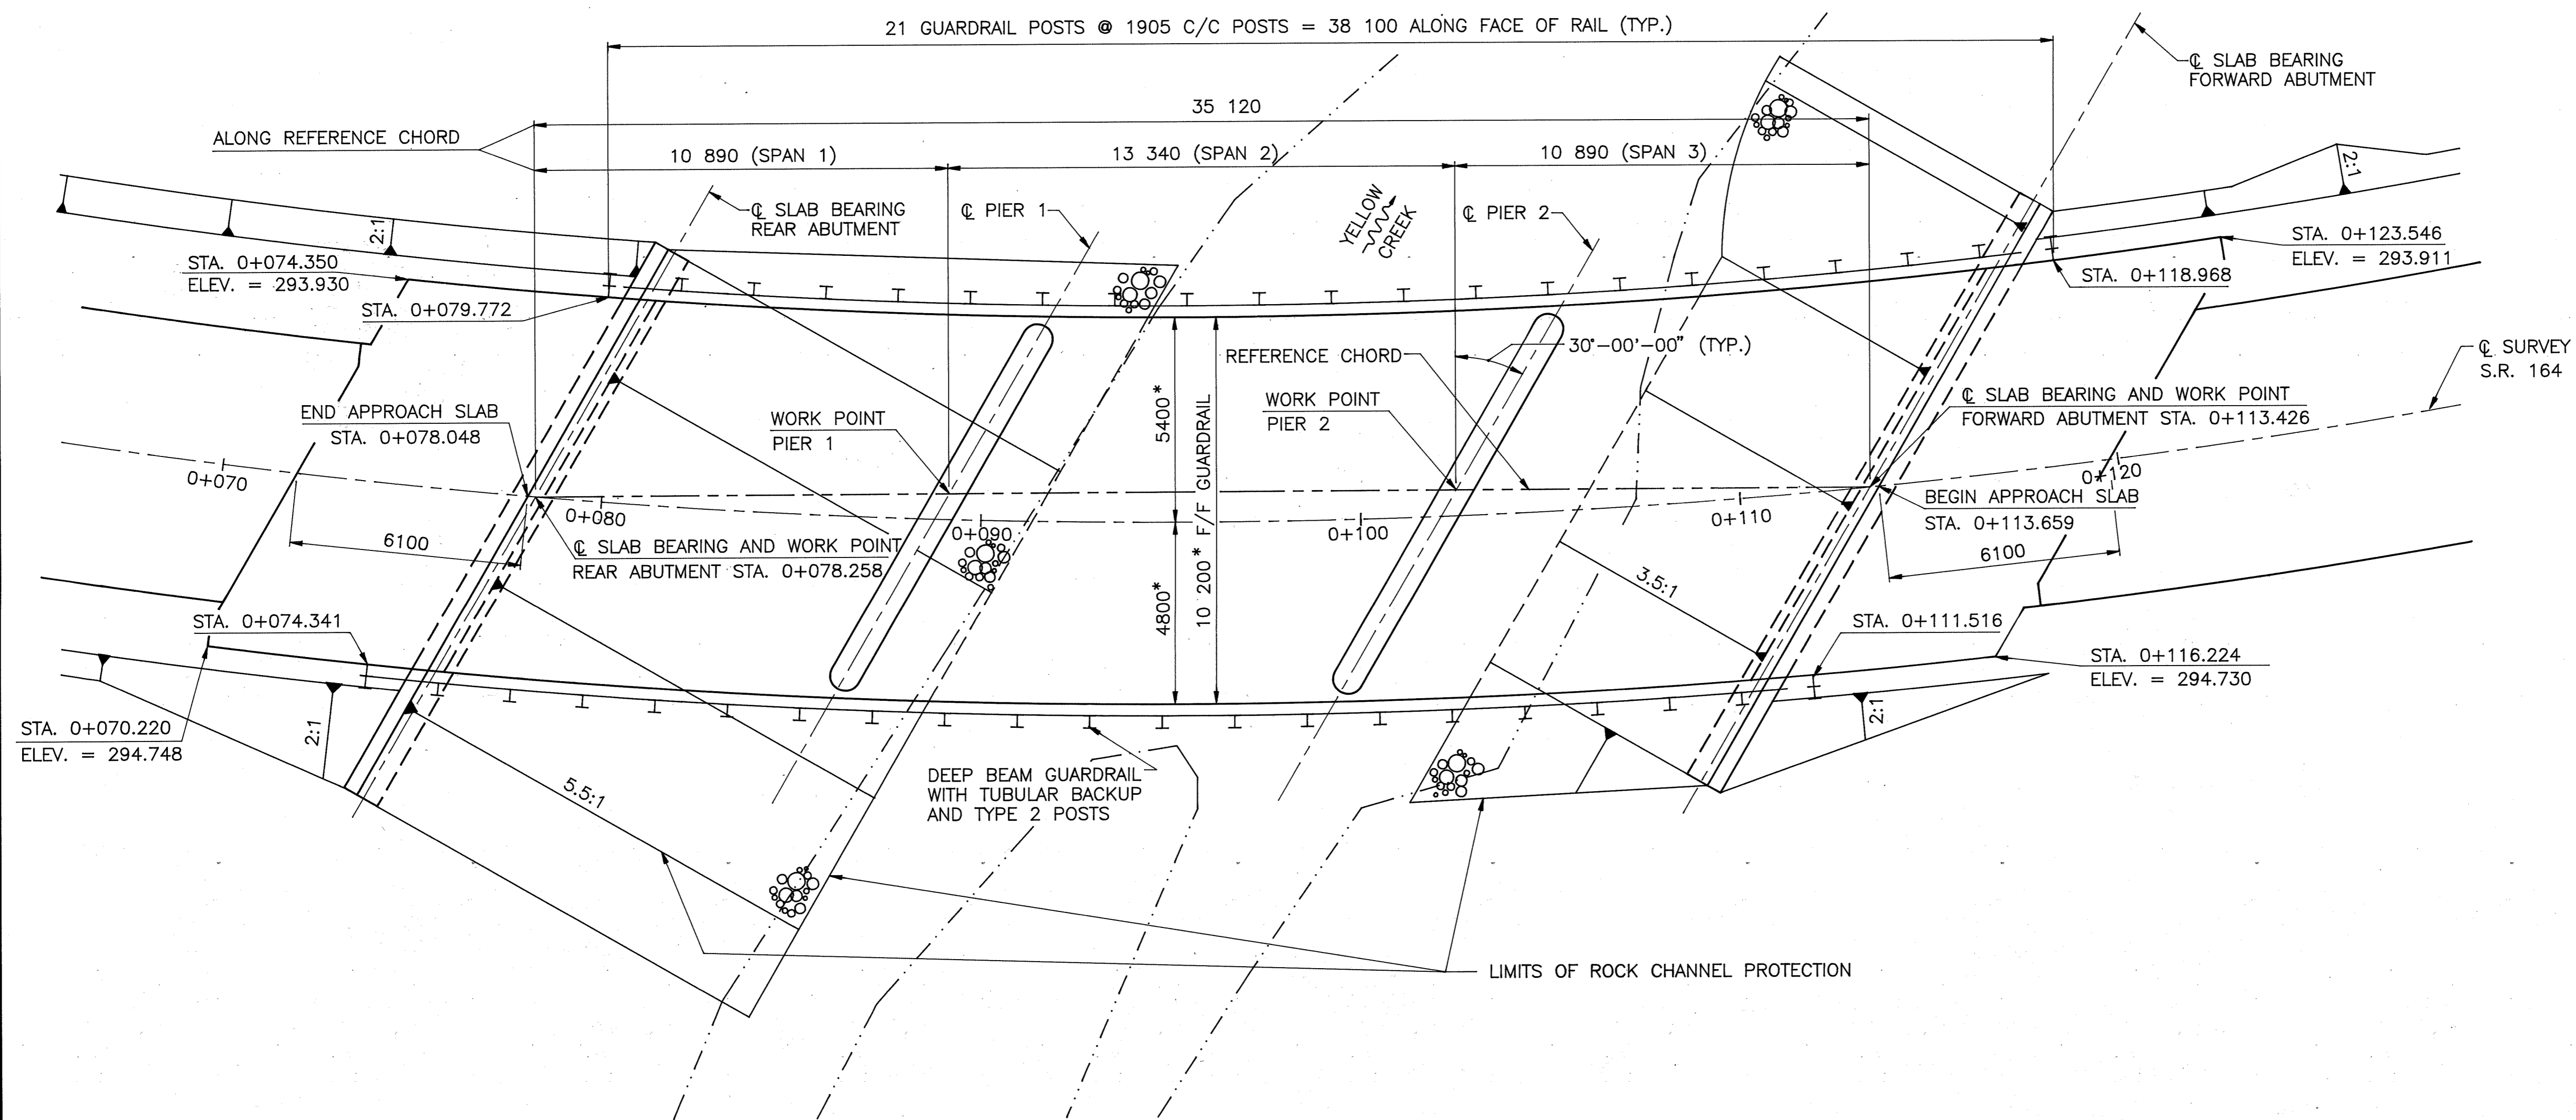 21 GUARDRAIL POSTS @ 1905 C/C POSTS = 38 100 ALONG FACE OF RAIL (TYP.)
℄ SLAB BEARING
FORWARD ABUTMENT
35 120
ALONG REFERENCE CHORD
10 890 (SPAN 1)
13 340 (SPAN 2)
10 890 (SPAN 3)
2:1
℄ SLAB BEARING
REAR ABUTMENT
℄ PIER 1
YELLOW
CREEK
℄ PIER 2
2:1
STA. 0+074.350
ELEV. = 293.930
STA. 0+123.546
ELEV. = 293.911
STA. 0+118.968
STA. 0+079.772
REFERENCE CHORD
30°-00'-00" (TYP.)
℄ SURVEY
S.R. 164
END APPROACH SLAB
STA. 0+078.048
WORK POINT
PIER 1
5400*
10 200* F/F GUARDRAIL
WORK POINT
PIER 2
℄ SLAB BEARING AND WORK POINT
FORWARD ABUTMENT STA. 0+113.426
0+070
0+080
0+090
0+100
0+110
0+120
BEGIN APPROACH SLAB
STA. 0+113.659
6100
6100
℄ SLAB BEARING AND WORK POINT
REAR ABUTMENT STA. 0+078.258
3.5:1
4800*
STA. 0+074.341
STA. 0+111.516
STA. 0+116.224
ELEV. = 294.730
STA. 0+070.220
ELEV. = 294.748
2:1
2:1
5.5:1
DEEP BEAM GUARDRAIL
WITH TUBULAR BACKUP
AND TYPE 2 POSTS
LIMITS OF ROCK CHANNEL PROTECTION